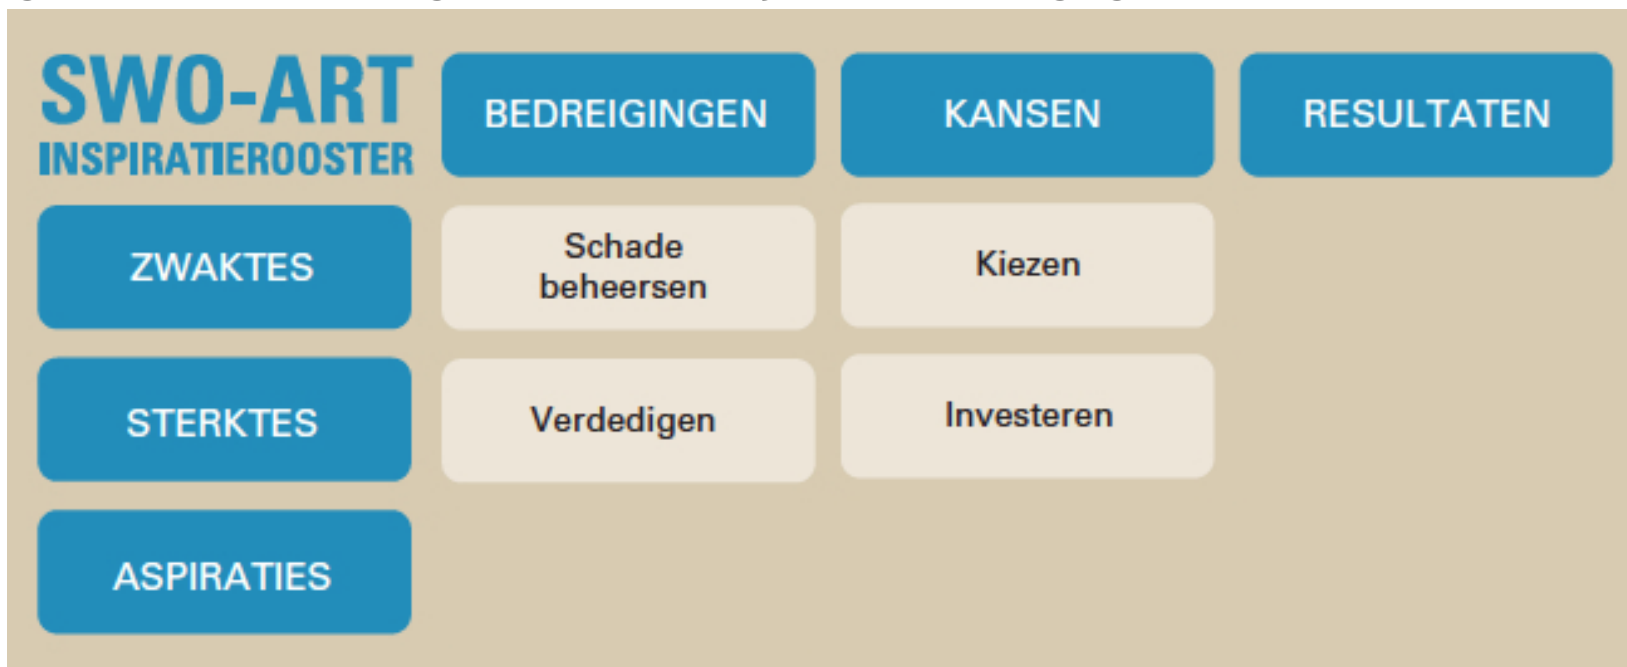 SWO-ART
INSPIRATIEROOSTER
BEDREIGINGEN
KANSEN
RESULTATEN
ZWAKTES
Schade
beheersen
Kiezen
STERKTES
Verdedigen
Investeren
ASPIRATIES